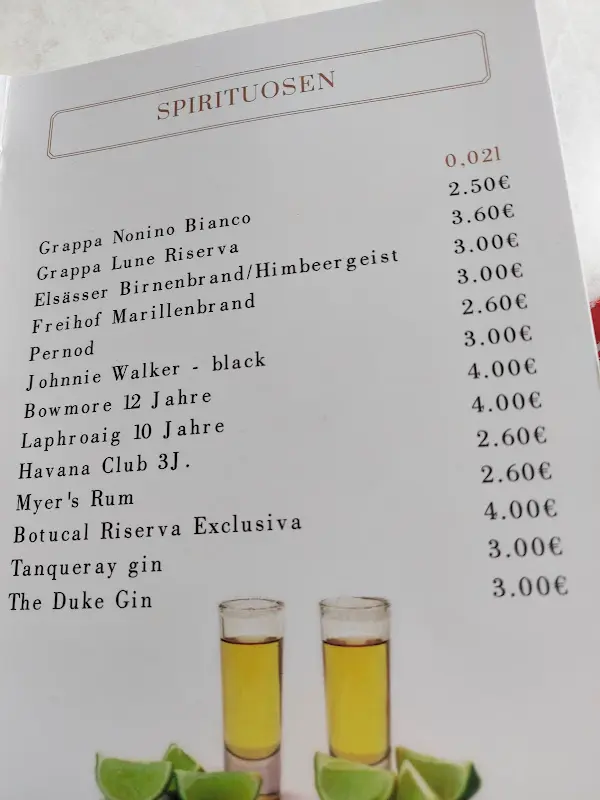 SPIRITUOSEN
0,02l
Grappa Nonino Bianco 2.50€
Grappa Lune Riserva 3.60€
Elsässer Birnenbrand/Himbeergeist 3.00€
Freihof Marillenbrand 3.00€
Pernod 2.60€
Johnnie Walker - black 3.00€
Bowmore 12 Jahre 4.00€
Laphroaig 10 Jahre 4.00€
Havana Club 3J. 2.60€
Myer's Rum 2.60€
Botucal Riserva Exclusiva 4.00€
Tanqueray gin 3.00€
The Duke Gin 3.00€